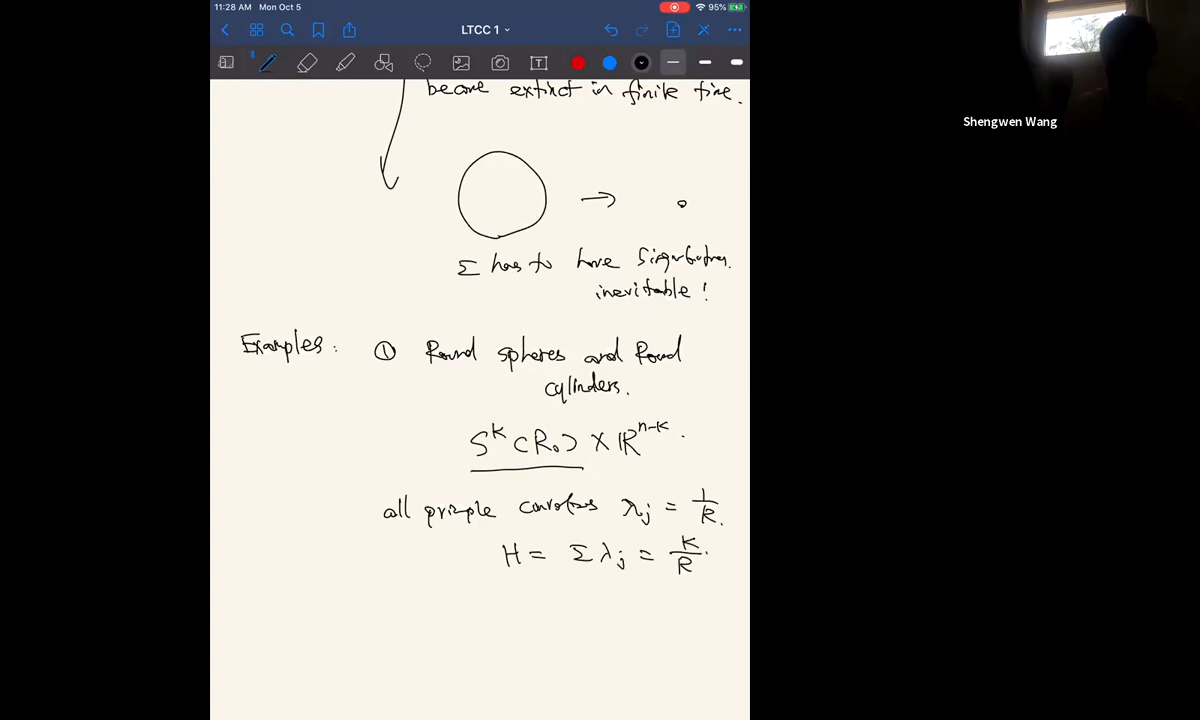 11:28 AM Mon Oct 5
95%
LTCC 1
T
become extinct in finite time.
Σ has to have Singularities.
inevitable !
Examples : ① Round spheres and Round
cylinders.
S^k (R₀) × ℝ^{n-k} .
all principle curvatures λ_j = 1/R .
H = Σ λ_j = k/R .
Shengwen Wang